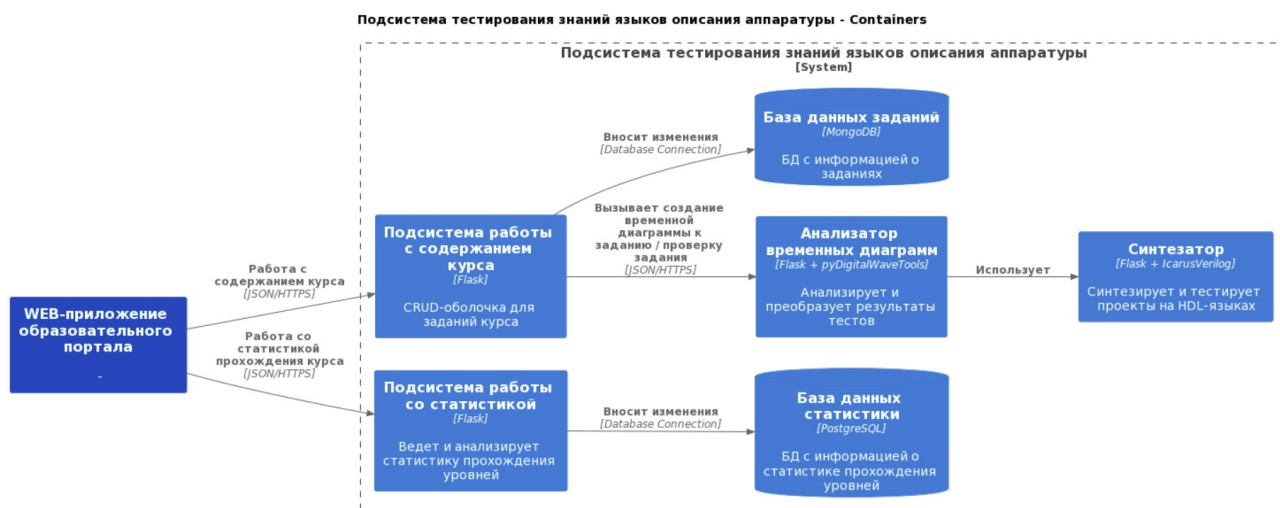 Подсистема тестирования знаний языков описания аппаратуры - Containers
Подсистема тестирования знаний языков описания аппаратуры
[System]
База данных заданий
[MongoDB]
БД с информацией о
заданиях
Вносит изменения
[Database Connection]
Вызывает создание
временной
диаграммы к
заданию / проверку
задания
[JSON/HTTPS]
Подсистема работы
с содержанием
курса
[Flask]
CRUD-оболочка для
заданий курса
Анализатор
временных диаграмм
[Flask + pyDigitalWaveTools]
Анализирует и
преобразует результаты
тестов
Использует
Синтезатор
[Flask + IcarusVerilog]
Синтезирует и тестирует
проекты на HDL-языках
Работа с
содержанием курса
[JSON/HTTPS]
WEB-приложение
образовательного
портала
-
Работа со
статистикой
прохождения курса
[JSON/HTTPS]
Подсистема работы
со статистикой
[Flask]
Ведет и анализирует
статистику прохождения
уровней
Вносит изменения
[Database Connection]
База данных
статистики
[PostgreSQL]
БД с информацией о
статистике прохождения
уровней